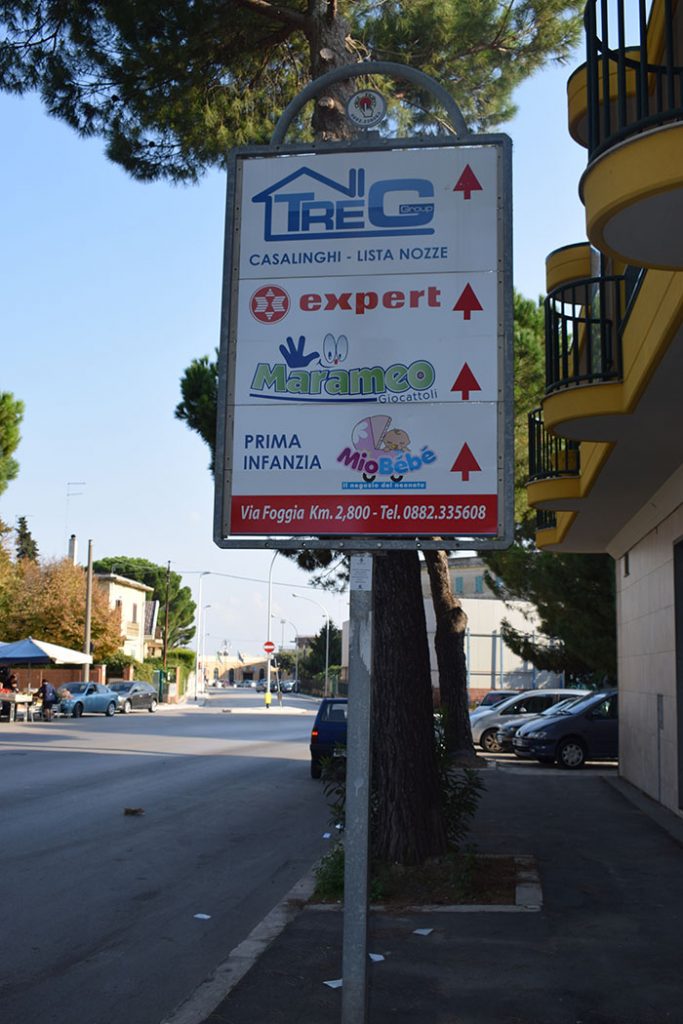 TRE C Group
CASALINGHI - LISTA NOZZE
expert
Marameo
Giocattoli
PRIMA INFANZIA
MioBébé
il negozio del neonato
Via Foggia Km. 2,800 - Tel. 0882.335608